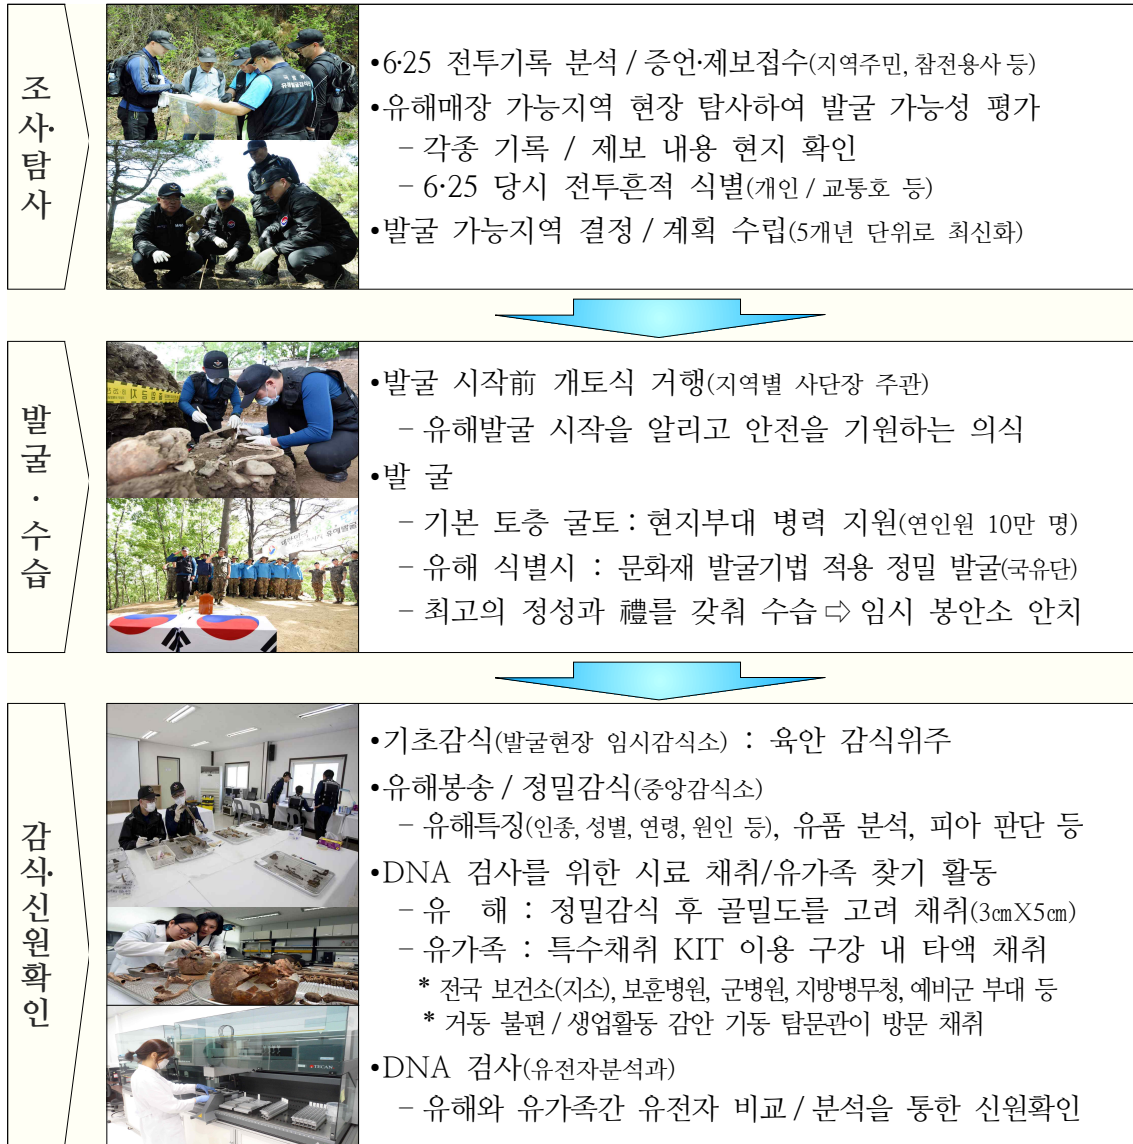 조사·탐사
•6·25 전투기록 분석 / 증언·제보접수(지역주민, 참전용사 등)
•유해매장 가능지역 현장 탐사하여 발굴 가능성 평가
– 각종 기록 / 제보 내용 현지 확인
– 6·25 당시 전투흔적 식별(개인 / 교통호 등)
•발굴 가능지역 결정 / 계획 수립(5개년 단위로 최신화)
발굴·수습
•발굴 시작前 개토식 거행(지역별 사단장 주관)
– 유해발굴 시작을 알리고 안전을 기원하는 의식
•발 굴
– 기본 토층 굴토 : 현지부대 병력 지원(연인원 10만 명)
– 유해 식별시 : 문화재 발굴기법 적용 정밀 발굴(국유단)
– 최고의 정성과 禮를 갖춰 수습 ⇨ 임시 봉안소 안치
감식·신원확인
•기초감식(발굴현장 임시감식소) : 육안 감식위주
•유해봉송 / 정밀감식(중앙감식소)
– 유해특징(인종, 성별, 연령, 원인 등), 유품 분석, 피아 판단 등
•DNA 검사를 위한 시료 채취/유가족 찾기 활동
– 유 해 : 정밀감식 후 골밀도를 고려 채취(3㎝X5㎝)
– 유가족 : 특수채취 KIT 이용 구강 내 타액 채취
* 전국 보건소(지소), 보훈병원, 군병원, 지방병무청, 예비군 부대 등
* 거동 불편 / 생업활동 감안 기동 탐문관이 방문 채취
TECAN
•DNA 검사(유전자분석과)
– 유해와 유가족간 유전자 비교 / 분석을 통한 신원확인